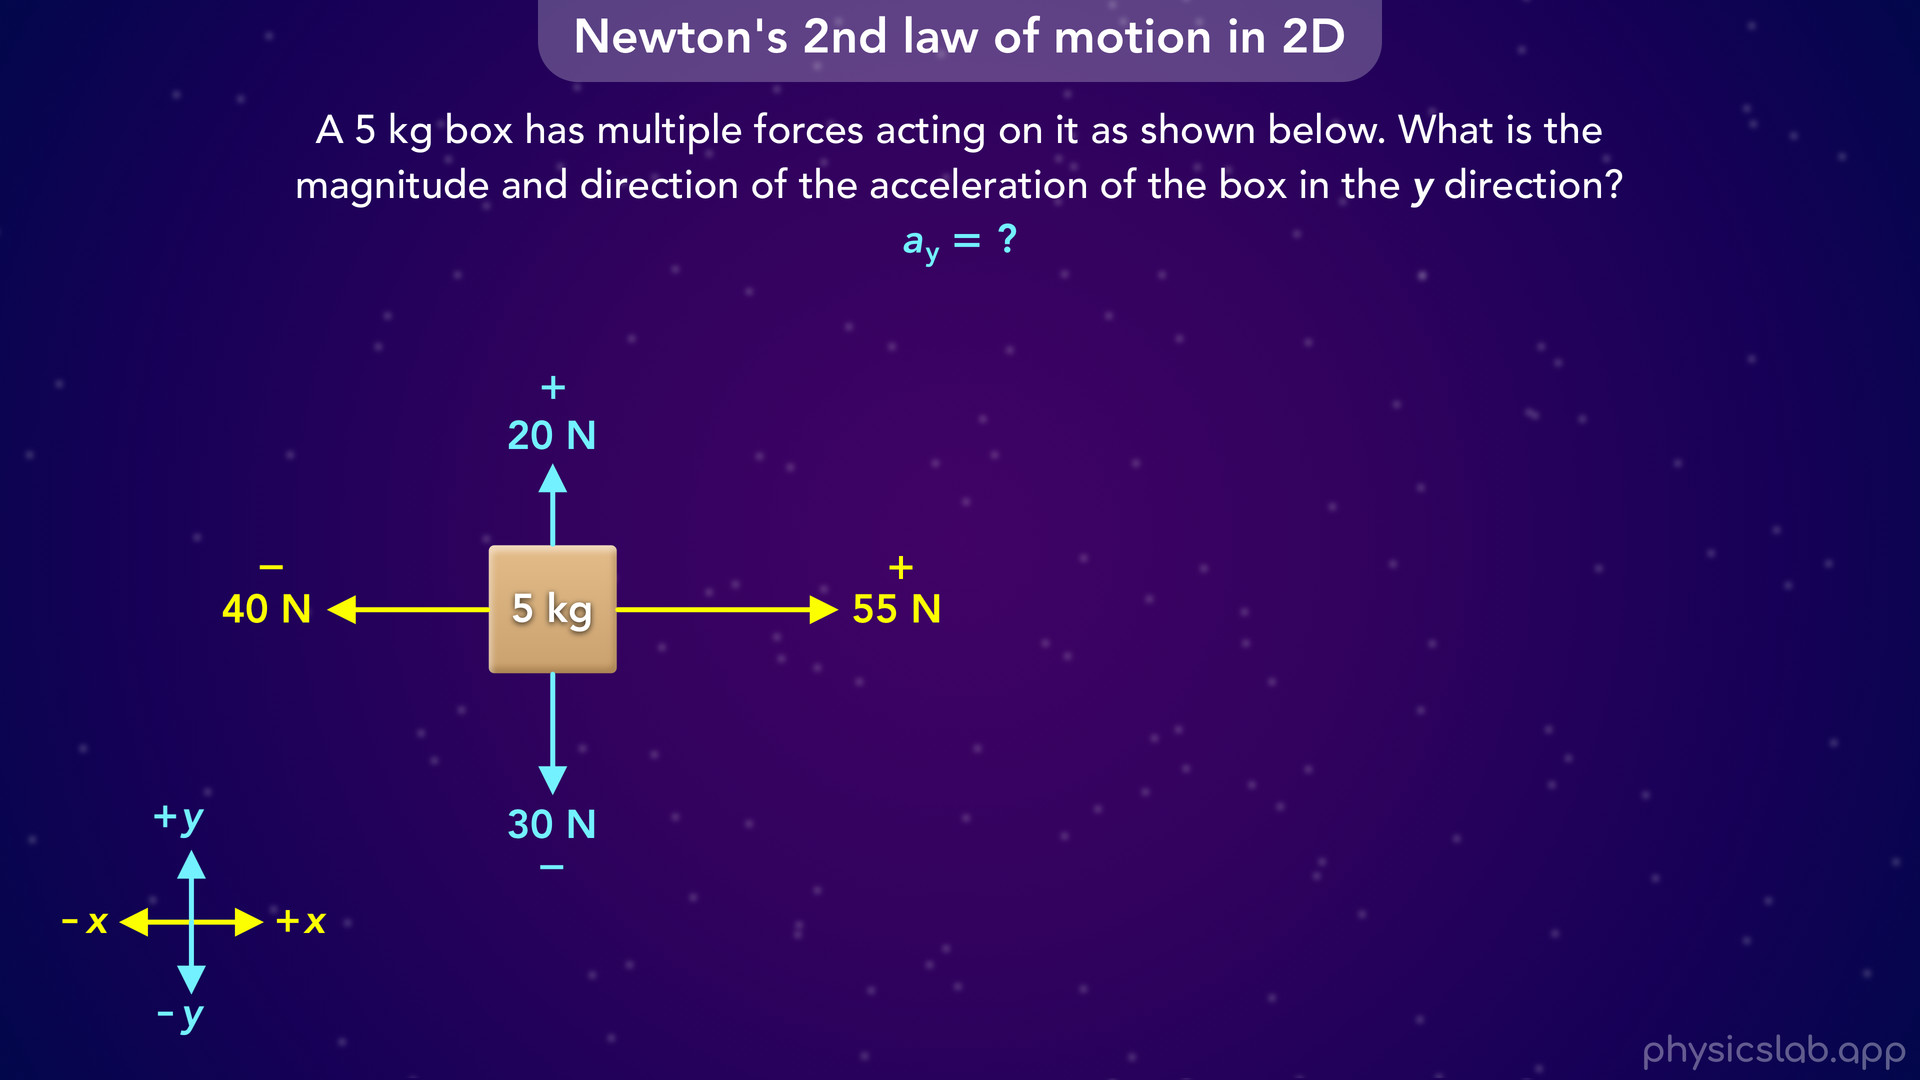 Newton's 2nd law of motion in 2D
A 5 kg box has multiple forces acting on it as shown below. What is the
magnitude and direction of the acceleration of the box in the y direction?
a_y = ?
+
20 N
−
+
40 N
5 kg
55 N
30 N
−
+y
-x
+x
-y
physicslab.app